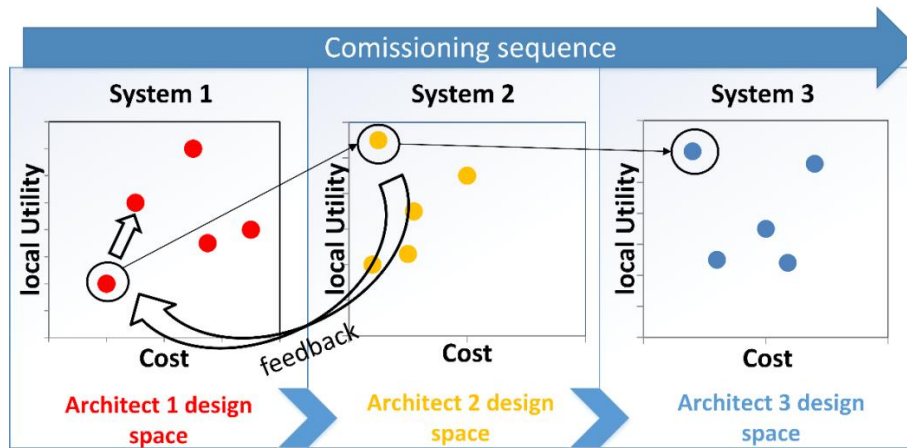 Comissioning sequence
System 1
System 2
System 3
local Utility
local Utility
local Utility
Cost
Cost
Cost
feedback
Architect 1 design
space
Architect 2 design
space
Architect 3 design
space